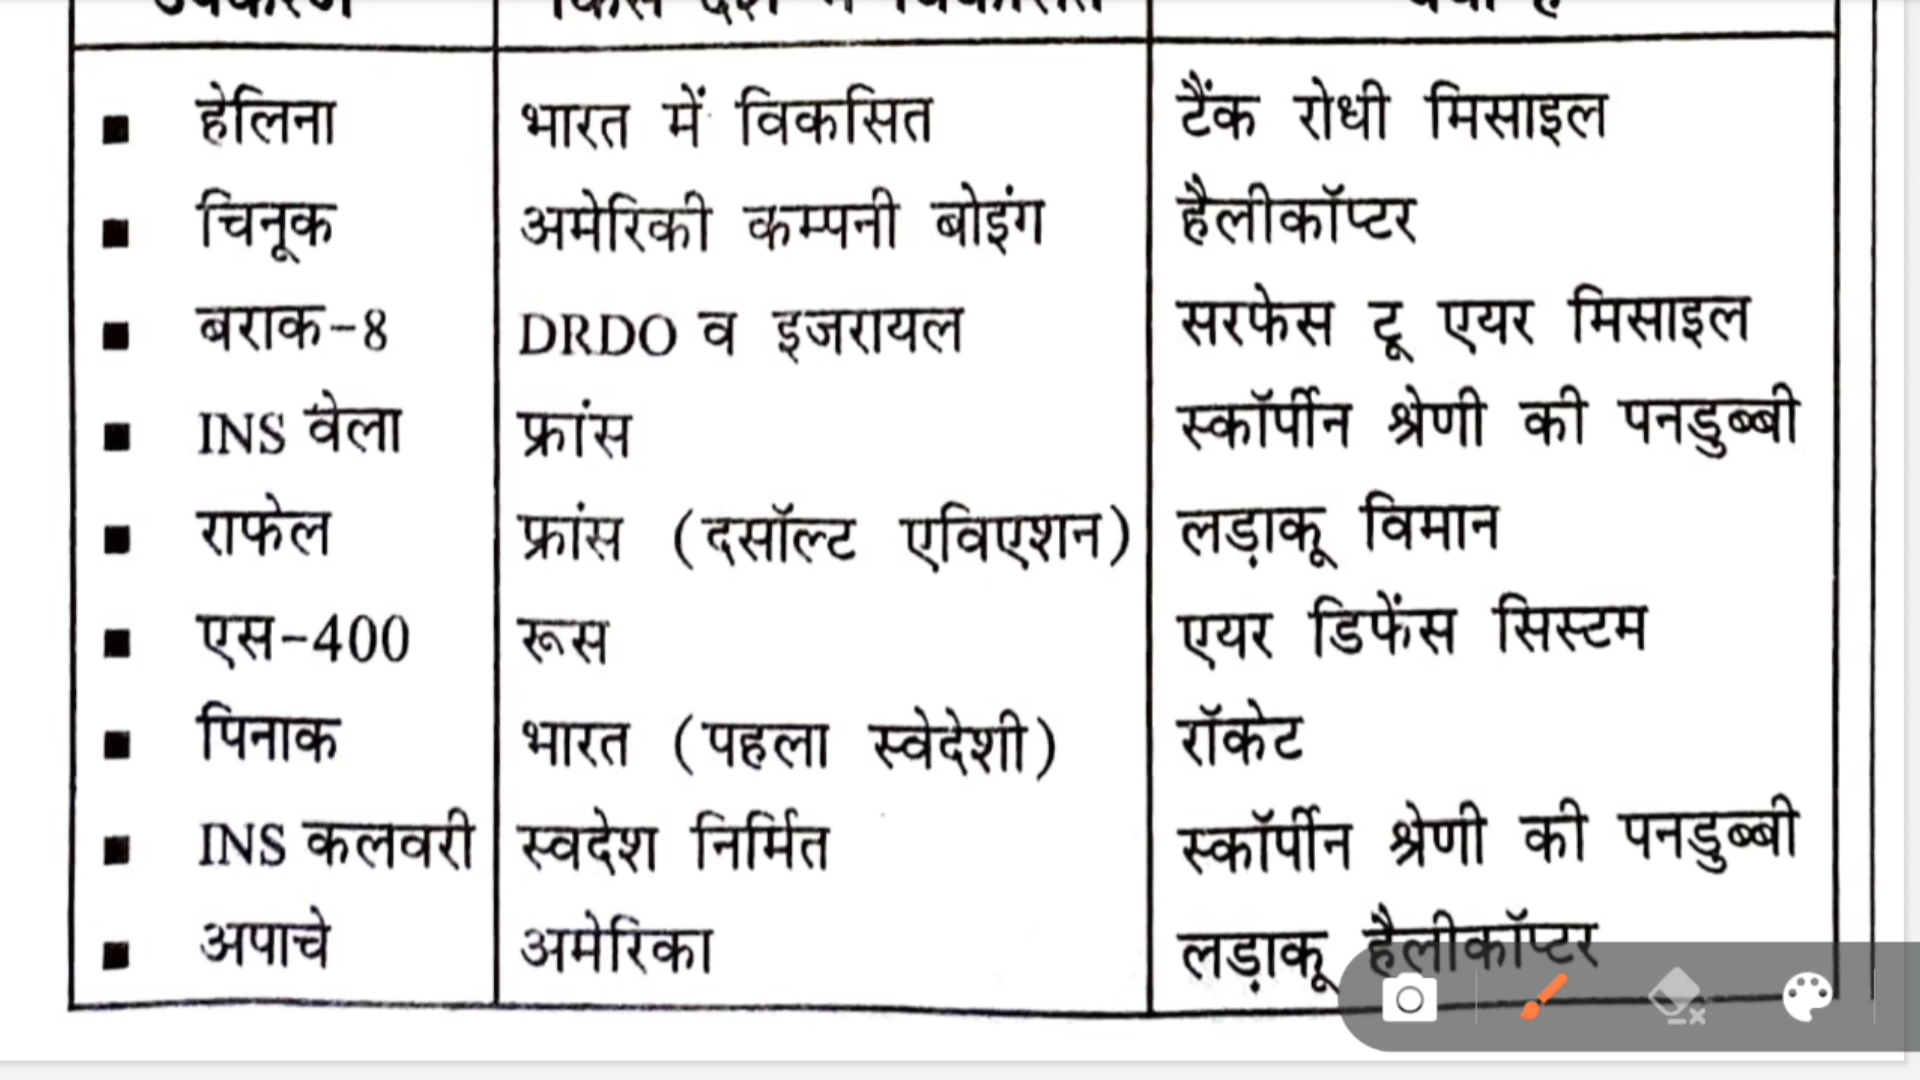 हेलिना भारत में विकसित टैंक रोधी मिसाइल
चिनूक अमेरिकी कम्पनी बोइंग हैलीकॉप्टर
बराक-8 DRDO व इजरायल सरफेस टू एयर मिसाइल
INS वेला फ्रांस स्कॉर्पीन श्रेणी की पनडुब्बी
राफेल फ्रांस (दसॉल्ट एविएशन) लड़ाकू विमान
एस-400 रूस एयर डिफेंस सिस्टम
पिनाक भारत (पहला स्वेदेशी) रॉकेट
INS कलवरी स्वदेश निर्मित स्कॉर्पीन श्रेणी की पनडुब्बी
अपाचे अमेरिका लड़ाकू हैलीकॉप्टर